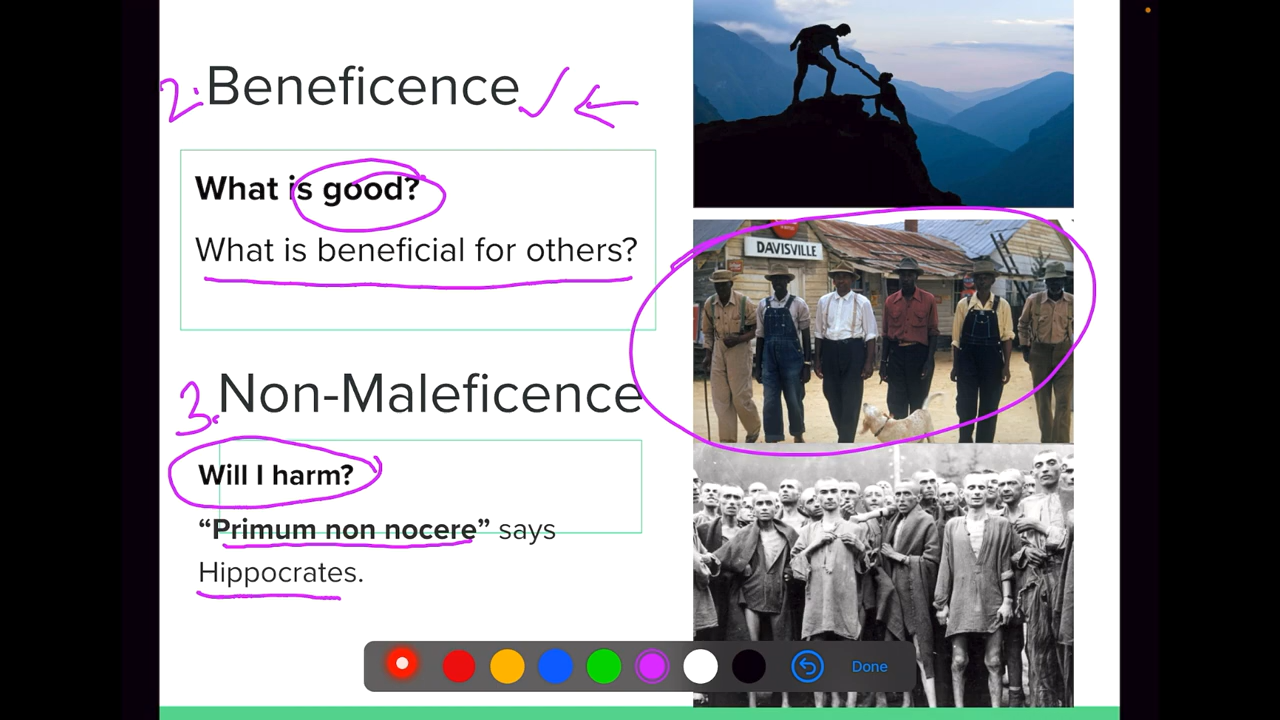 2. Beneficence
What is good?
What is beneficial for others?
DAVISVILLE
3. Non-Maleficence
Will I harm?
“Primum non nocere” says
Hippocrates.
Done